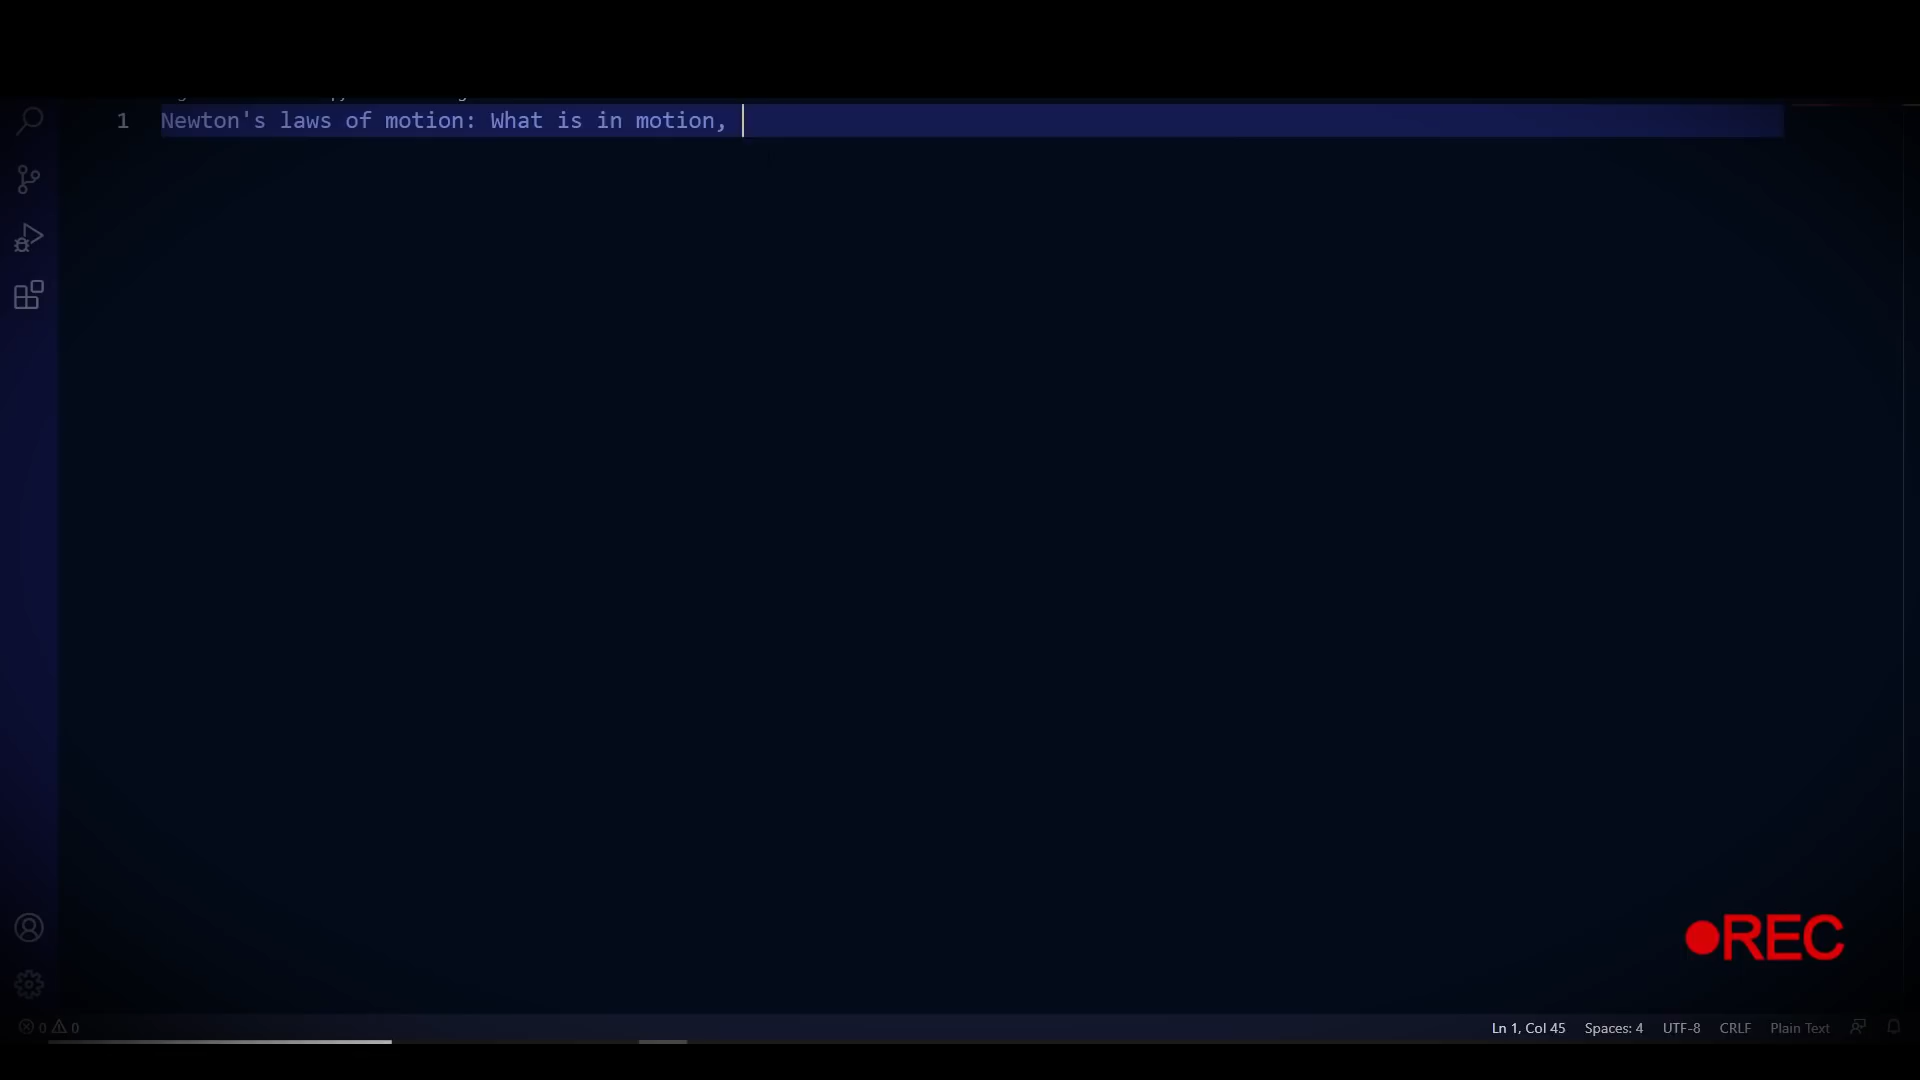 1 Newton's laws of motion: What is in motion,
REC
0 0 Ln 1, Col 45 Spaces: 4 UTF-8 CRLF Plain Text